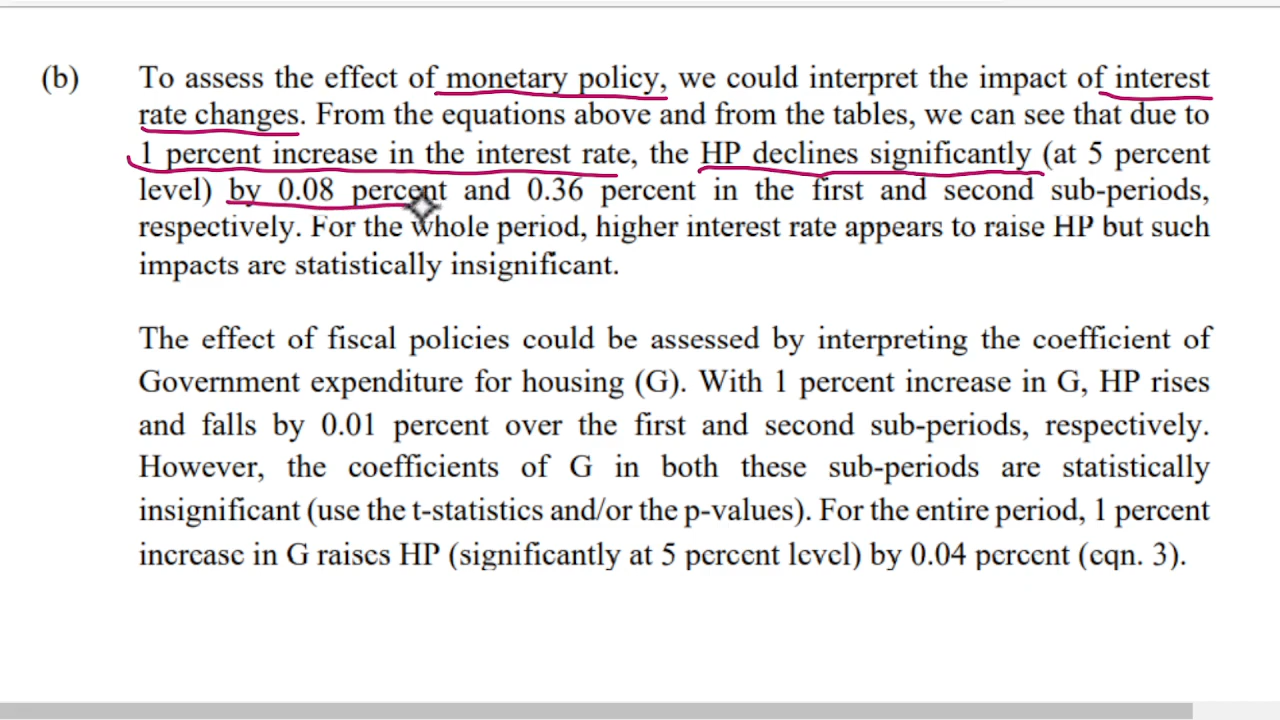 (b) To assess the effect of monetary policy, we could interpret the impact of interest
rate changes. From the equations above and from the tables, we can see that due to
1 percent increase in the interest rate, the HP declines significantly (at 5 percent
level) by 0.08 percent and 0.36 percent in the first and second sub-periods,
respectively. For the whole period, higher interest rate appears to raise HP but such
impacts are statistically insignificant.
The effect of fiscal policies could be assessed by interpreting the coefficient of
Government expenditure for housing (G). With 1 percent increase in G, HP rises
and falls by 0.01 percent over the first and second sub-periods, respectively.
However, the coefficients of G in both these sub-periods are statistically
insignificant (use the t-statistics and/or the p-values). For the entire period, 1 percent
increase in G raises HP (significantly at 5 percent level) by 0.04 percent (eqn. 3).